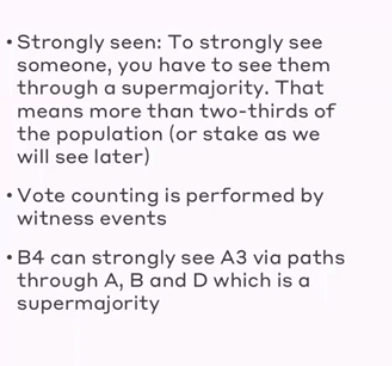 • Strongly seen: To strongly see
someone, you have to see them
through a supermajority. That
means more than two-thirds of
the population (or stake as we
will see later)
• Vote counting is performed by
witness events
• B4 can strongly see A3 via paths
through A, B and D which is a
supermajority